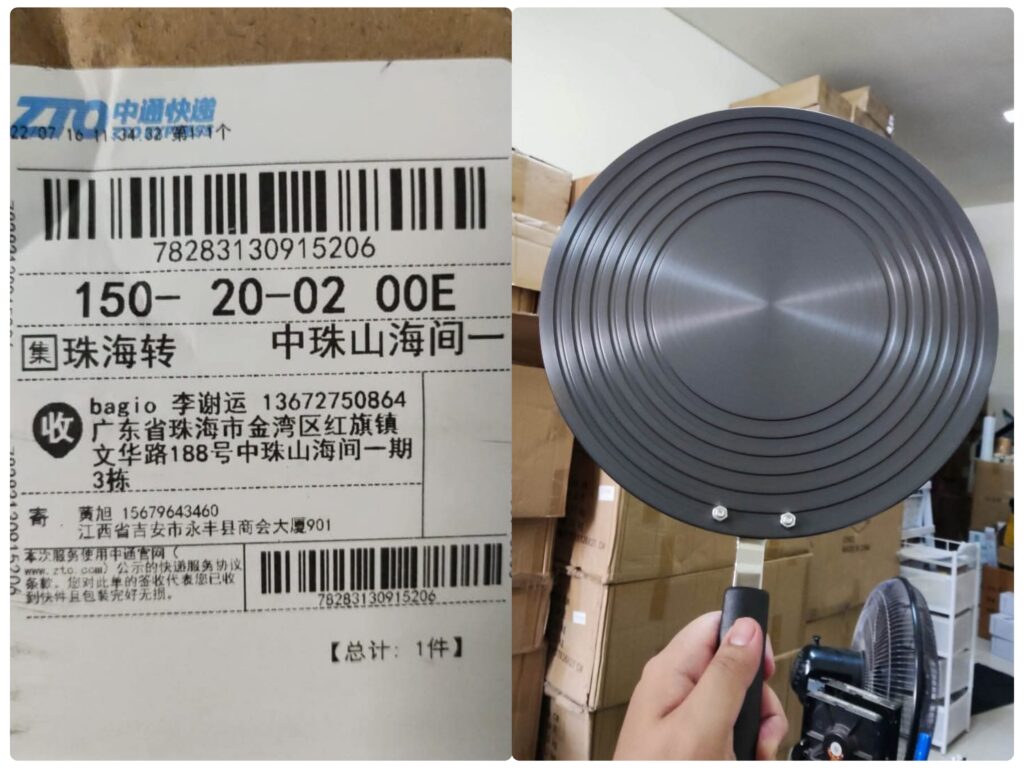 ZTO 中通快递
ZTO EXPRESS
22 07 16 11 34 02 第1 1个
78283130915206
150- 20-02 00E
集 珠海转 中珠山海间一
收 bagio 李谢运 13672750864
广东省珠海市金湾区红旗镇
文华路188号中珠山海间一期
3栋
寄 黄旭 15679643460
江西省吉安市永丰县商会大厦901
本次服务使用中通官网（
www.zto.com）公示的快递服务协议
条款。您对此单的签收代表您已收
到快件且包装完好无损。
78283130915206
【总计: 1件】